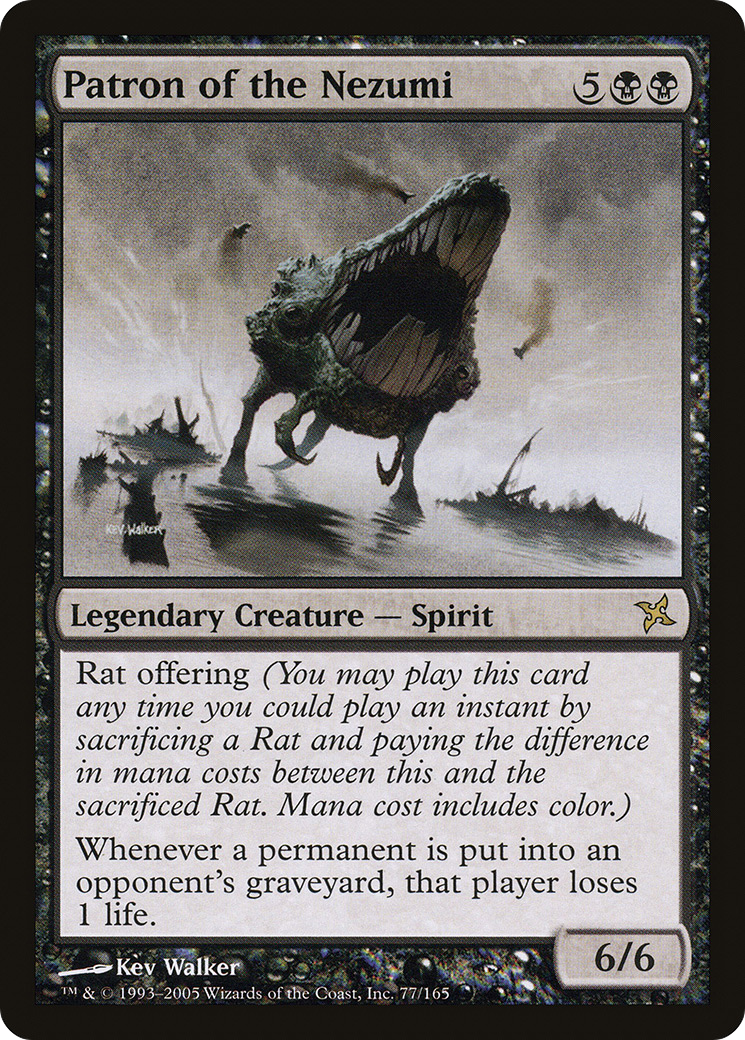 Patron of the Nezumi 5
KEV. WALKER
Legendary Creature — Spirit
Rat offering (You may play this card
any time you could play an instant by
sacrificing a Rat and paying the difference
in mana costs between this and the
sacrificed Rat. Mana cost includes color.)
Whenever a permanent is put into an
opponent's graveyard, that player loses
1 life.
6/6
Kev Walker
™ & © 1993–2005 Wizards of the Coast, Inc. 77/165